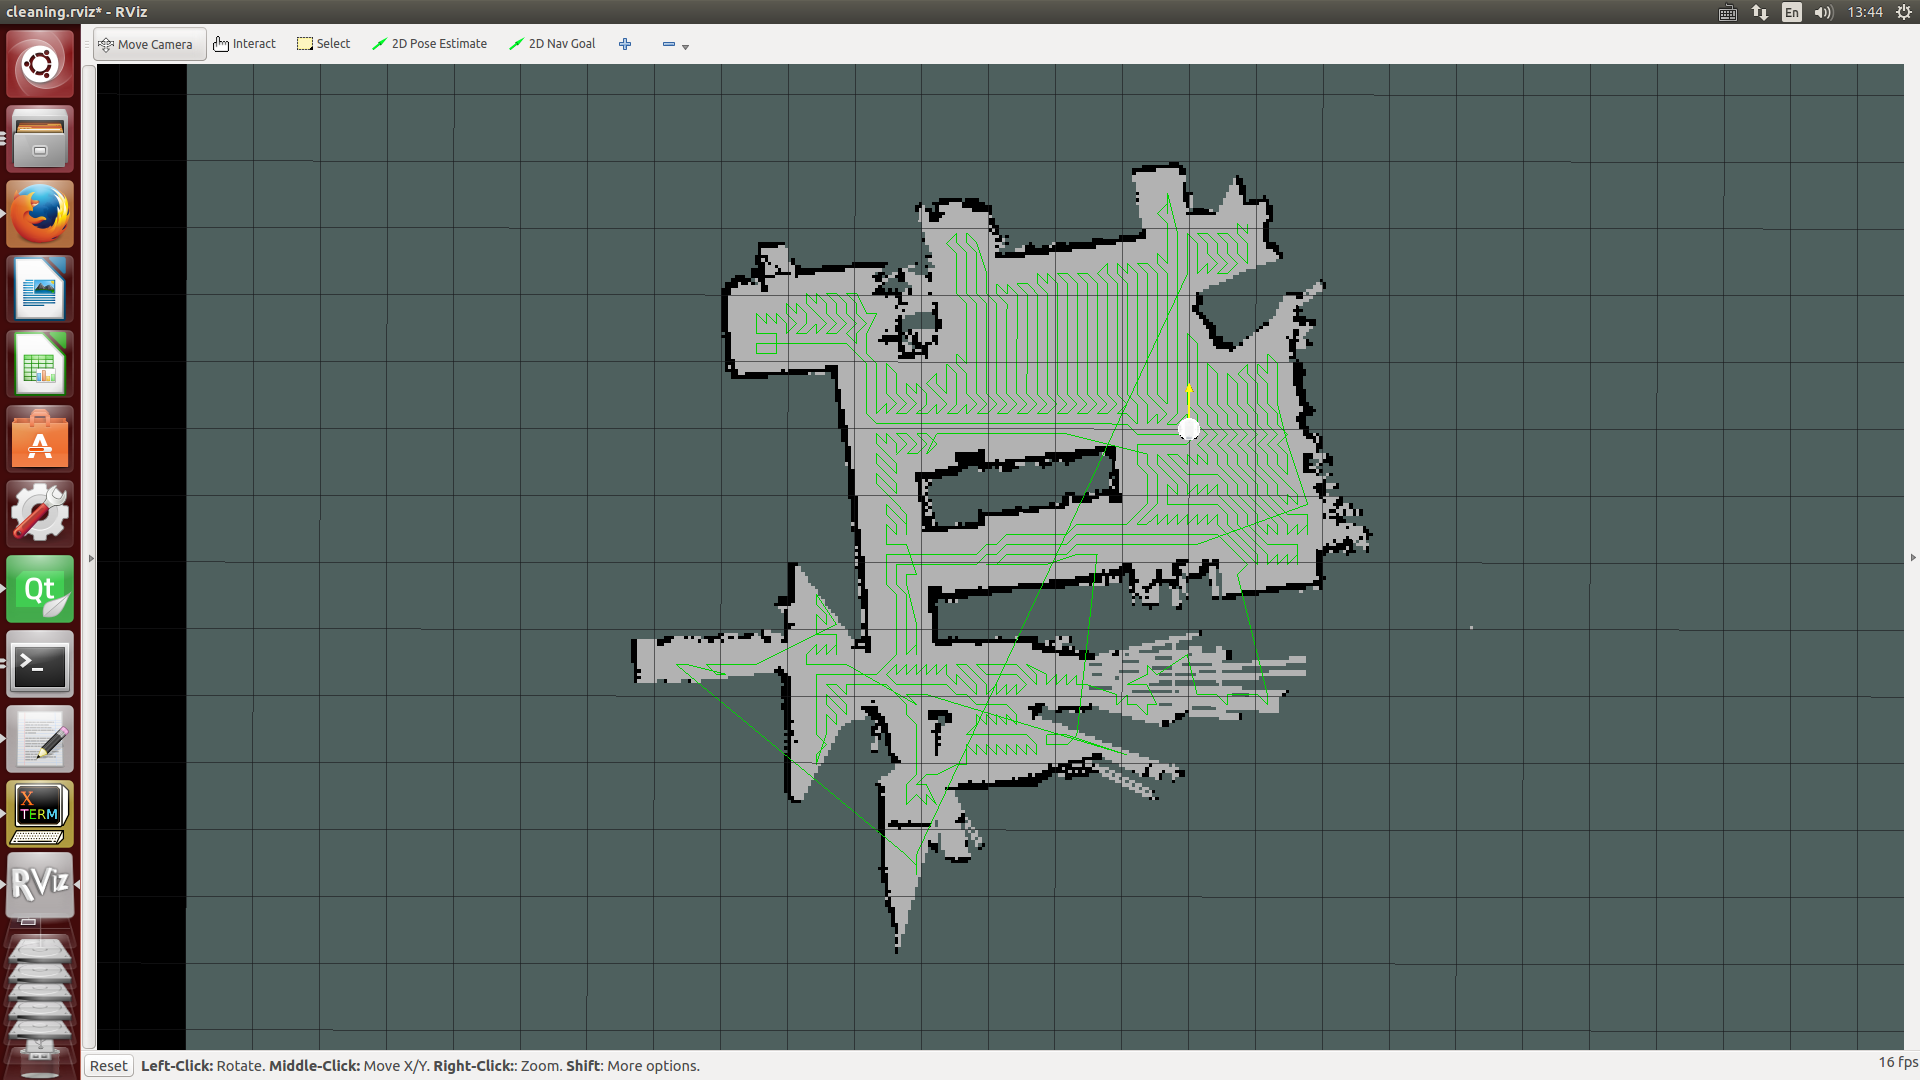 cleaning.rviz* - RViz
En
13:44
Move Camera
Interact
Select
2D Pose Estimate
2D Nav Goal
A
Qt
>_
X
TERM
RViz
Reset
Left-Click: Rotate. Middle-Click: Move X/Y. Right-Click:: Zoom. Shift: More options.
16 fps